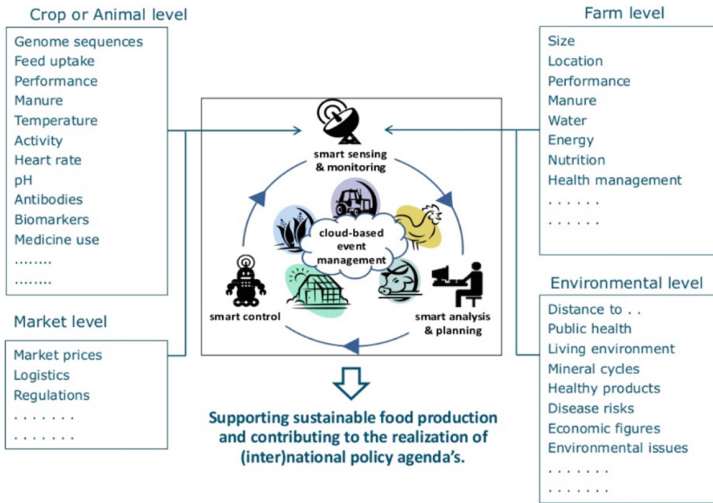 Crop or Animal level
Genome sequences
Feed uptake
Performance
Manure
Temperature
Activity
Heart rate
pH
Antibodies
Biomarkers
Medicine use
........
........
Market level
Market prices
Logistics
Regulations
. . . . . . .
. . . . . . .
smart sensing
& monitoring
cloud-based
event
management
smart control
smart analysis
& planning
Supporting sustainable food production
and contributing to the realization of
(inter)national policy agenda's.
Farm level
Size
Location
Performance
Manure
Water
Energy
Nutrition
Health management
. . . . . .
. . . . . .
Environmental level
Distance to . .
Public health
Living environment
Mineral cycles
Healthy products
Disease risks
Economic figures
Environmental issues
. . . . . . .
. . . . . . .